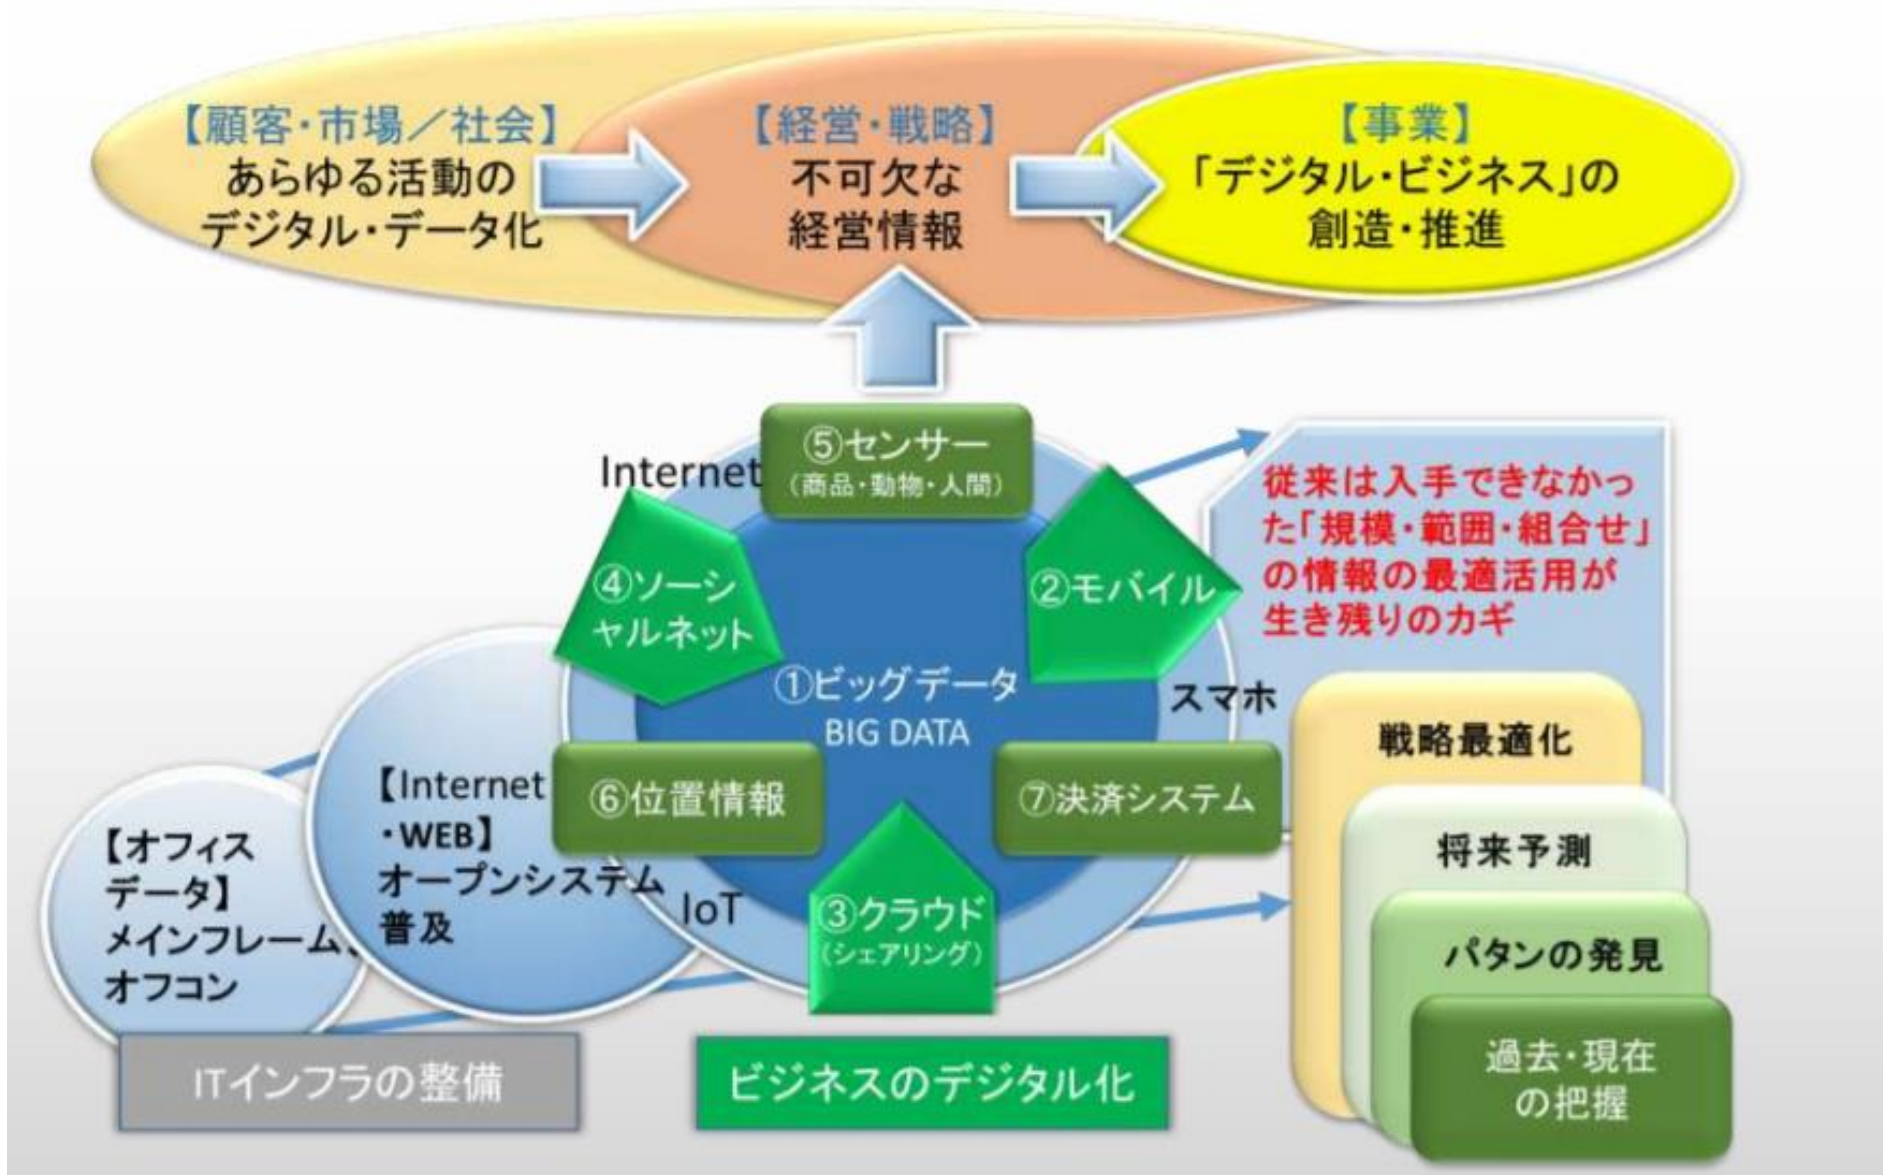 【顧客・市場／社会】
あらゆる活動の
デジタル・データ化
【経営・戦略】
不可欠な
経営情報
【事業】
「デジタル・ビジネス」の
創造・推進
Internet
⑤センサー
（商品・動物・人間）
④ソーシ
ャルネット
②モバイル
①ビッグデータ
BIG DATA
スマホ
⑥位置情報
⑦決済システム
③クラウド
（シェアリング）
IoT
【Internet
・WEB】
オープンシステム
普及
【オフィス
データ】
メインフレーム、
オフコン
従来は入手できなかっ
た「規模・範囲・組合せ」
の情報の最適活用が
生き残りのカギ
戦略最適化
将来予測
パタンの発見
過去・現在
の把握
ITインフラの整備
ビジネスのデジタル化